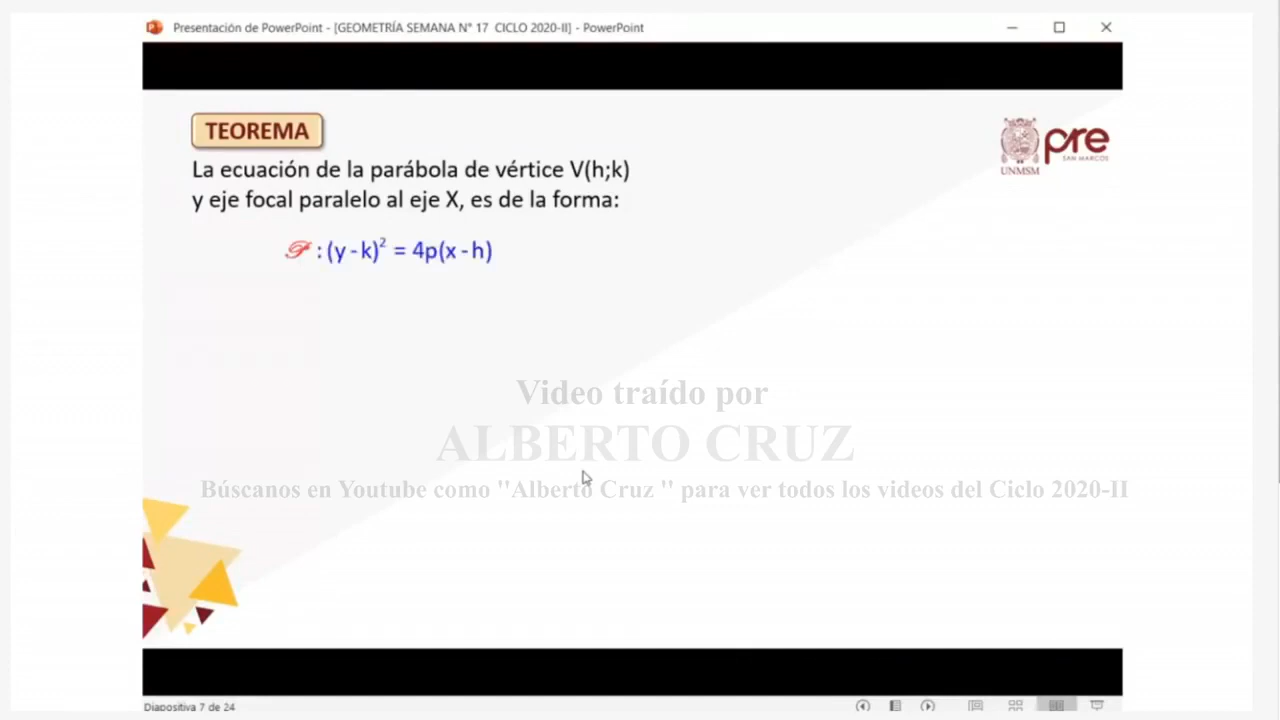 Presentación de PowerPoint - [GEOMETRÍA SEMANA N° 17 CICLO 2020-II] - PowerPoint
TEOREMA
La ecuación de la parábola de vértice V(h;k)
y eje focal paralelo al eje X, es de la forma:
𝒫 : (y - k)² = 4p(x - h)
pre
SAN MARCOS
UNMSM
Video traído por
ALBERTO CRUZ
Búscanos en Youtube como "Alberto Cruz " para ver todos los videos del Ciclo 2020-II
Diapositiva 7 de 24